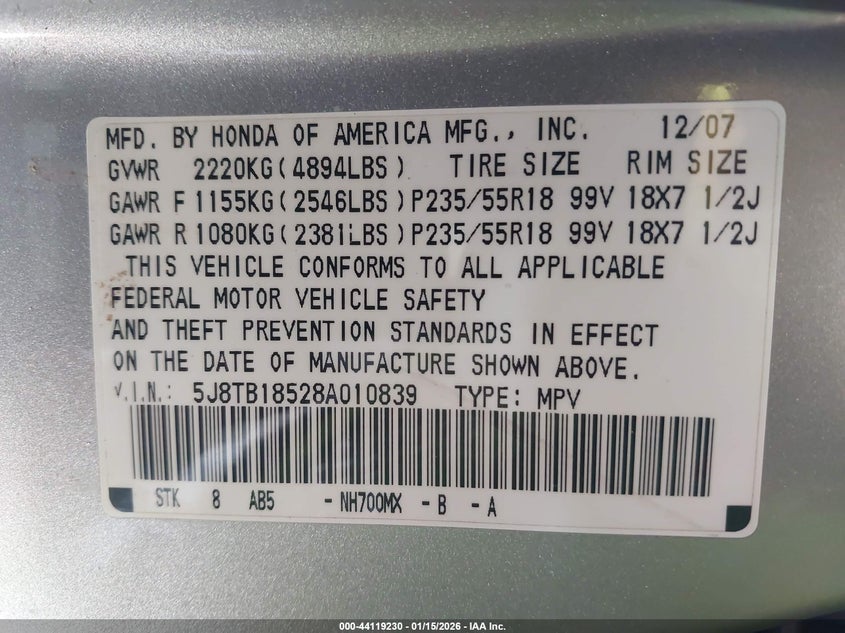 MFD. BY HONDA OF AMERICA MFG., INC. 12/07
GVWR 2220KG(4894LBS) TIRE SIZE RIM SIZE
GAWR F 1155KG(2546LBS)P235/55R18 99V 18X7 1/2J
GAWR R 1080KG(2381LBS)P235/55R18 99V 18X7 1/2J
THIS VEHICLE CONFORMS TO ALL APPLICABLE
FEDERAL MOTOR VEHICLE SAFETY
AND THEFT PREVENTION STANDARDS IN EFFECT
ON THE DATE OF MANUFACTURE SHOWN ABOVE.
V.I.N.: 5J8TB18528A010839 TYPE: MPV
STK 8 AB5 -NH700MX -B -A
000-44119230 - 01/15/2026 - IAA Inc.